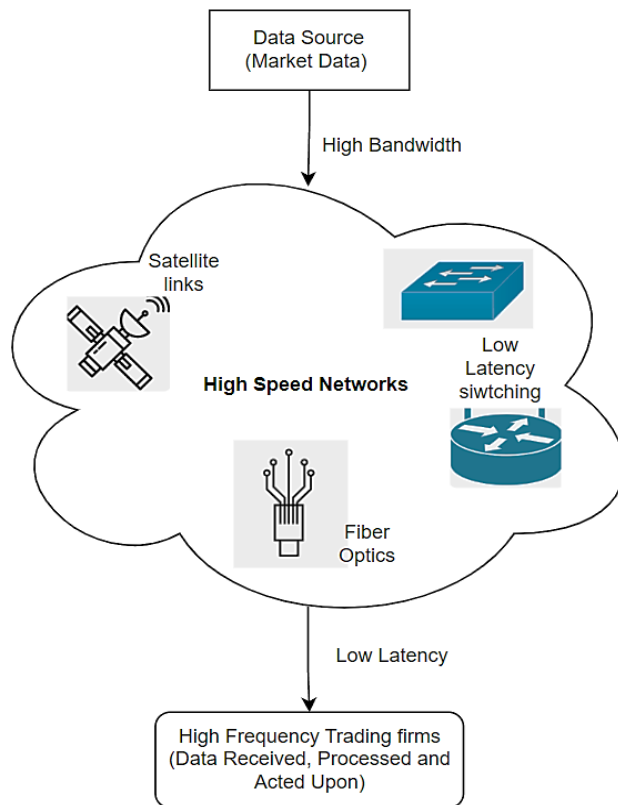 Data Source
(Market Data)
High Bandwidth
Satellite
links
Low
Latency
siwtching
High Speed Networks
Fiber
Optics
Low Latency
High Frequency Trading firms
(Data Received, Processed and
Acted Upon)